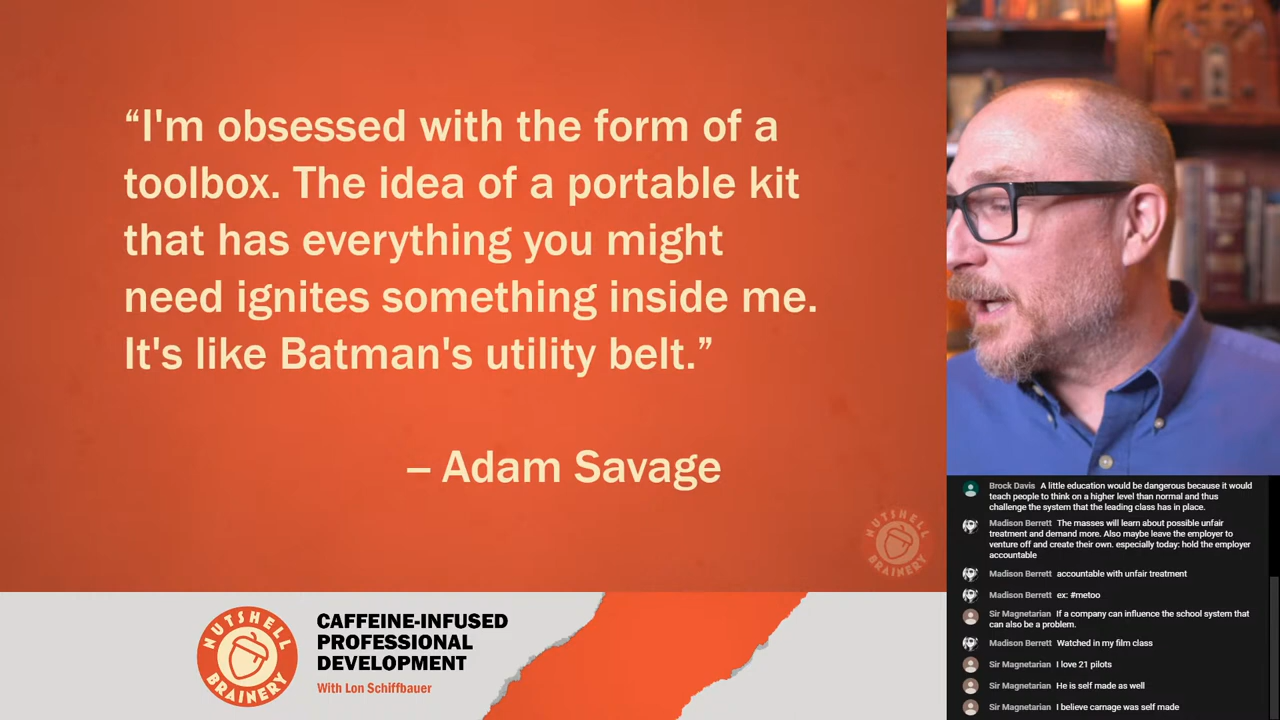 “I'm obsessed with the form of a
toolbox. The idea of a portable kit
that has everything you might
need ignites something inside me.
It's like Batman's utility belt.”
– Adam Savage
NUTSHELL
BRAINERY
NUTSHELL
BRAINERY
CAFFEINE-INFUSED
PROFESSIONAL
DEVELOPMENT
With Lon Schiffbauer
Brock Davis A little education would be dangerous because it would
teach people to think on a higher level than normal and thus
challenge the system that the leading class has in place.
Madison Berrett The masses will learn about possible unfair
treatment and demand more. Also maybe leave the employer to
venture off and create their own. especially today: hold the employer
accountable
Madison Berrett accountable with unfair treatment
Madison Berrett ex: #metoo
Sir Magnetarian If a company can influence the school system that
can also be a problem.
Madison Berrett Watched in my film class
Sir Magnetarian I love 21 pilots
Sir Magnetarian He is self made as well
Sir Magnetarian I believe carnage was self made